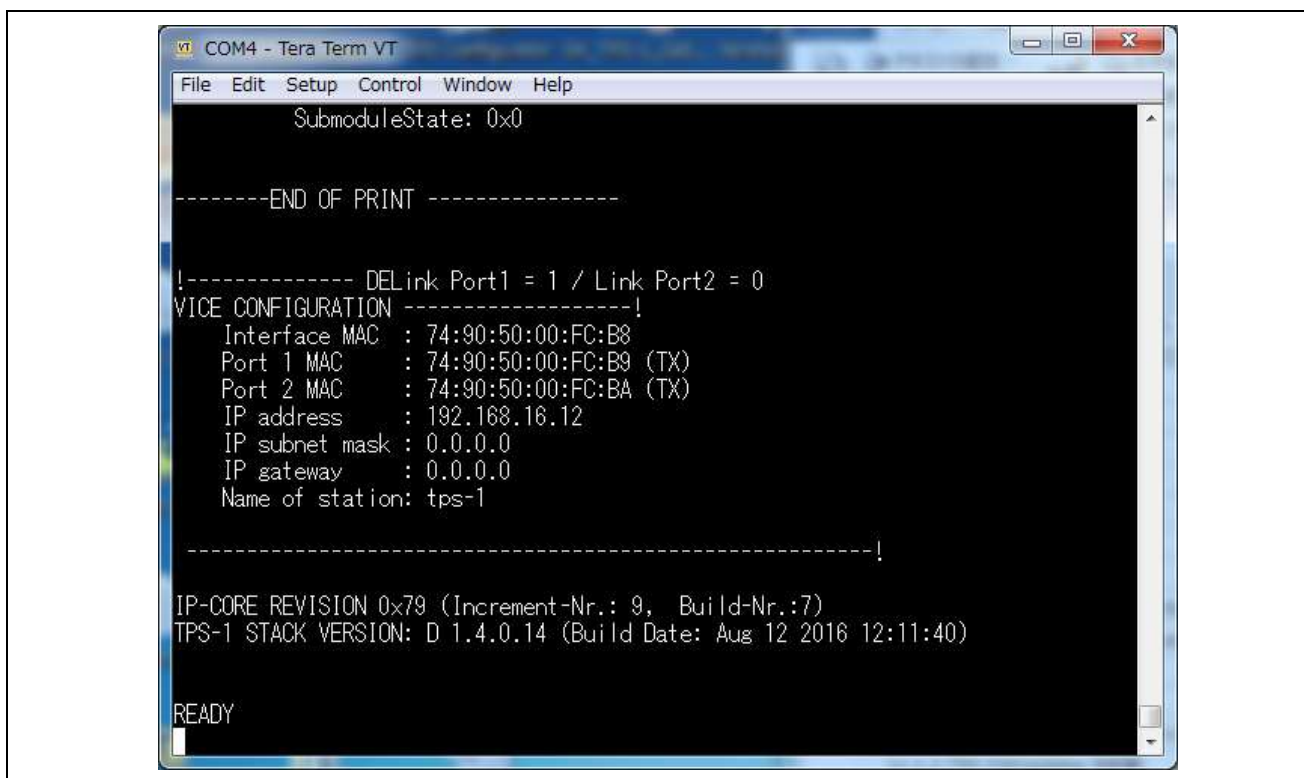 COM4 - Tera Term VT
File Edit Setup Control Window Help
SubmoduleState: 0x0
--------END OF PRINT ----------------
!-------------- DELink Port1 = 1 / Link Port2 = 0
VICE CONFIGURATION -------------------!
Interface MAC : 74:90:50:00:FC:B8
Port 1 MAC : 74:90:50:00:FC:B9 (TX)
Port 2 MAC : 74:90:50:00:FC:BA (TX)
IP address : 192.168.16.12
IP subnet mask : 0.0.0.0
IP gateway : 0.0.0.0
Name of station: tps-1
---------------------------------------------------------!
IP-CORE REVISION 0x79 (Increment-Nr.: 9, Build-Nr.:7)
TPS-1 STACK VERSION: D 1.4.0.14 (Build Date: Aug 12 2016 12:11:40)
READY